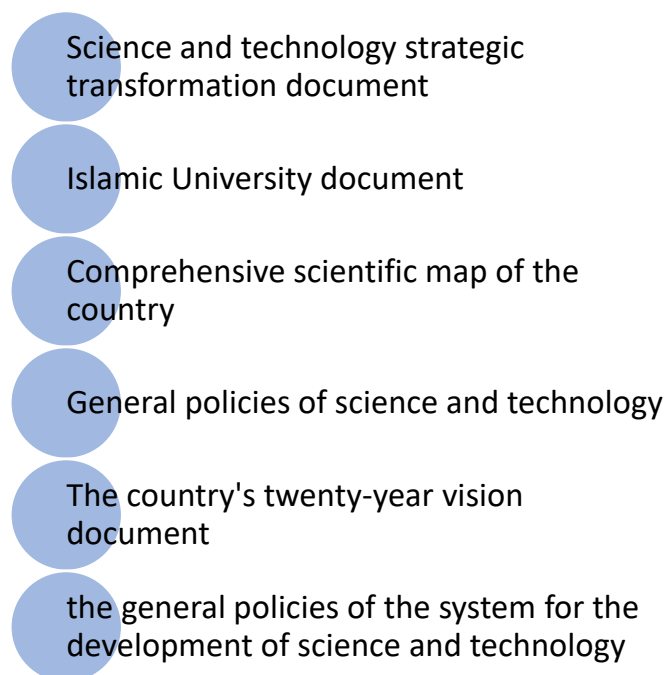 Science and technology strategic
transformation document
Islamic University document
Comprehensive scientific map of the
country
General policies of science and technology
The country's twenty-year vision
document
the general policies of the system for the
development of science and technology